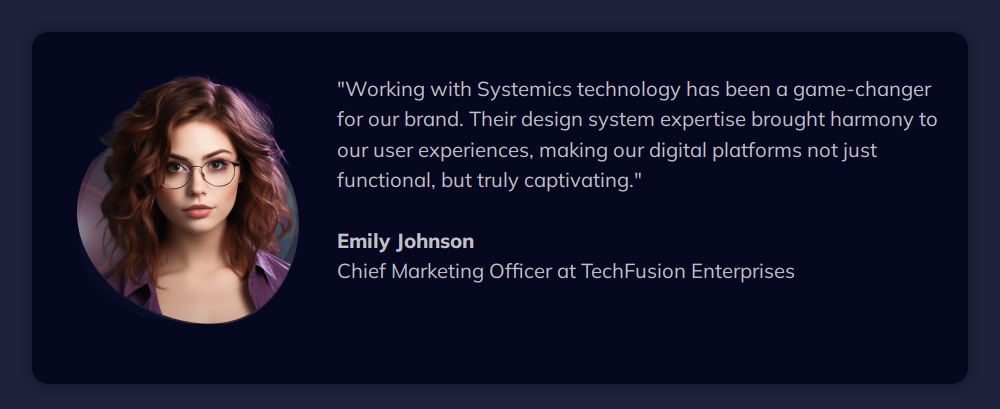 "Working with Systemics technology has been a game-changer
for our brand. Their design system expertise brought harmony to
our user experiences, making our digital platforms not just
functional, but truly captivating."
Emily Johnson
Chief Marketing Officer at TechFusion Enterprises